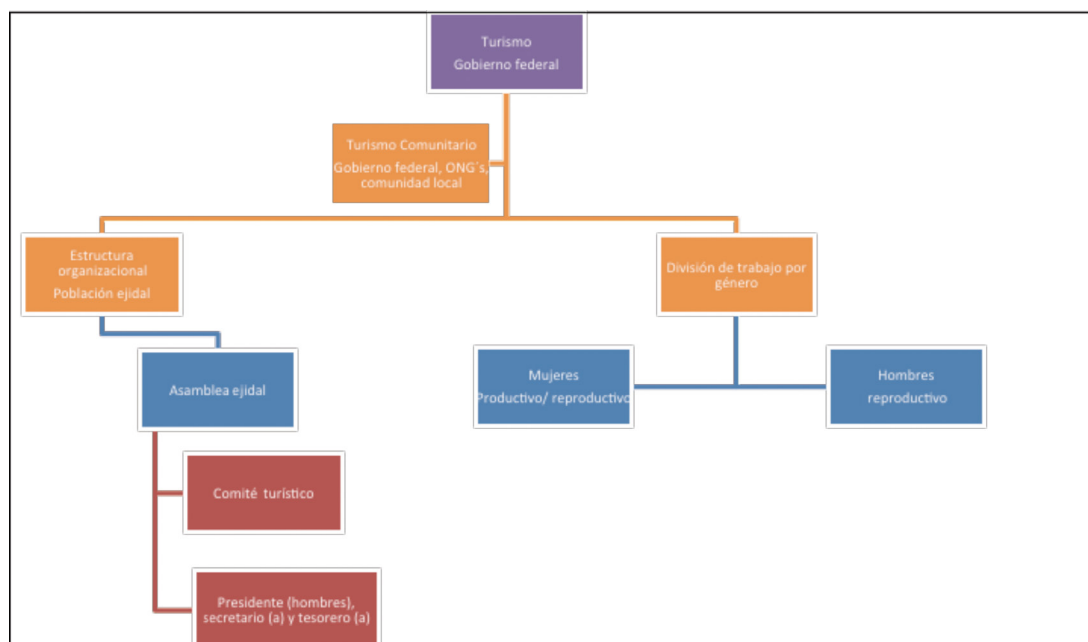 Turismo
Gobierno federal
Turismo Comunitario
Gobierno federal, ONG´s,
comunidad local
Estructura
organizacional
Población ejidal
División de trabajo por
género
Asamblea ejidal
Mujeres
Productivo/ reproductivo
Hombres
reproductivo
Comité turístico
Presidente (hombres),
secretario (a) y tesorero (a)